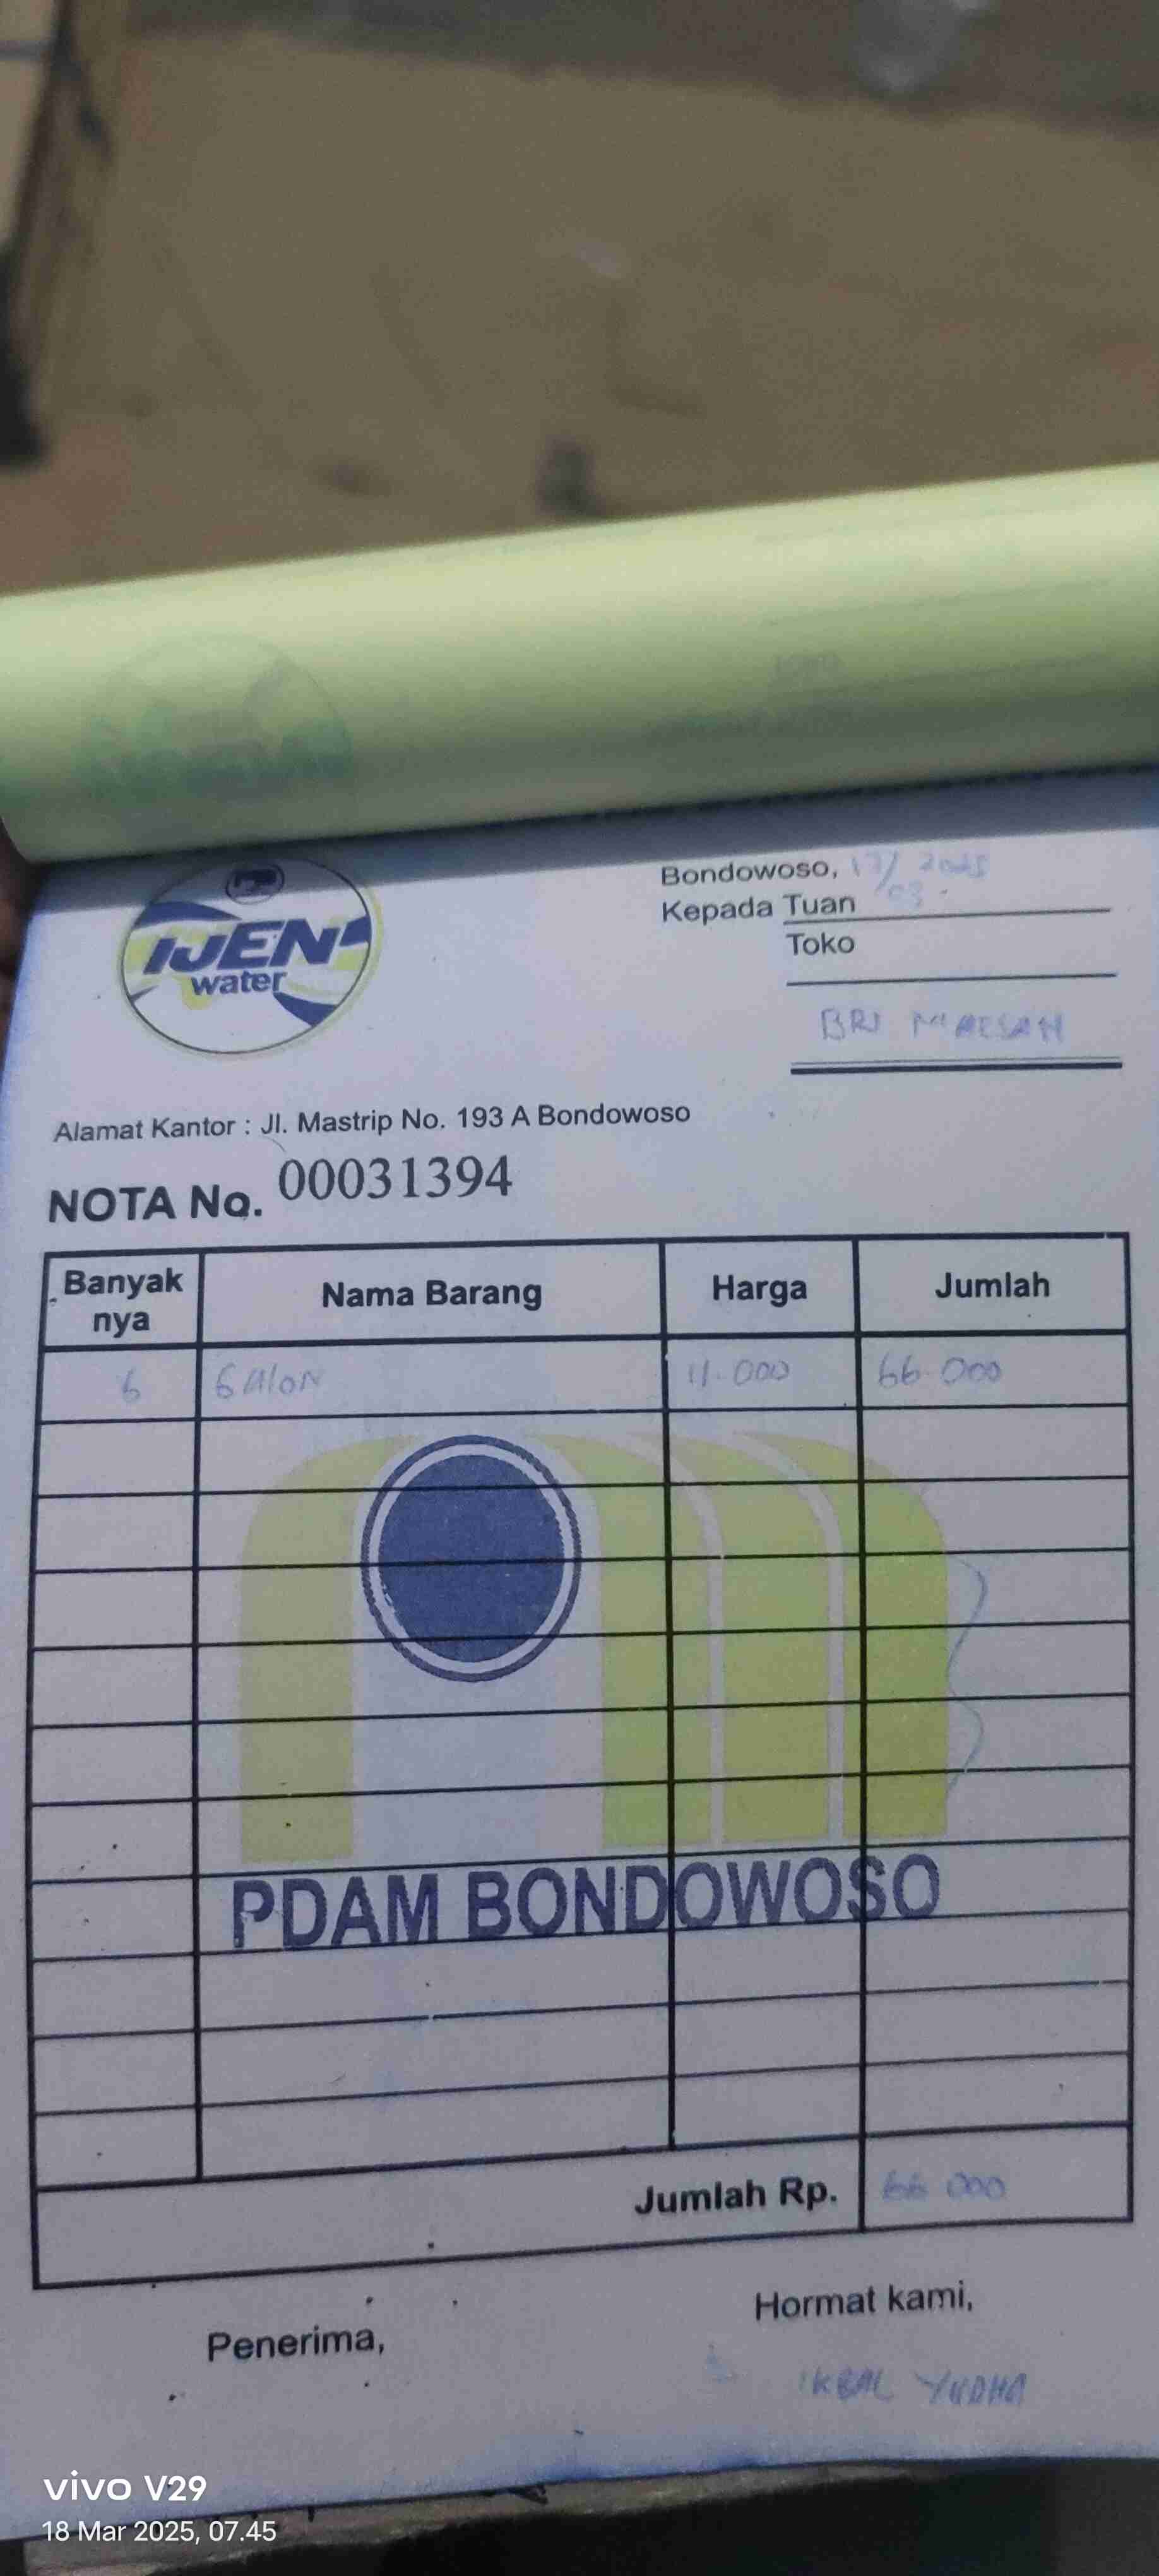 IJEN
water
Bondowoso, 17/03 2025
Kepada Tuan
Toko
BRI MAESAN
Alamat Kantor : Jl. Mastrip No. 193 A Bondowoso
NOTA No. 00031394
Banyak nya Nama Barang Harga Jumlah
6 GALON 11.000 66.000
PDAM BONDOWOSO
Jumlah Rp. 66 000
Penerima,
Hormat kami,
IKBAL YUDHA
vivo V29
18 Mar 2025, 07.45